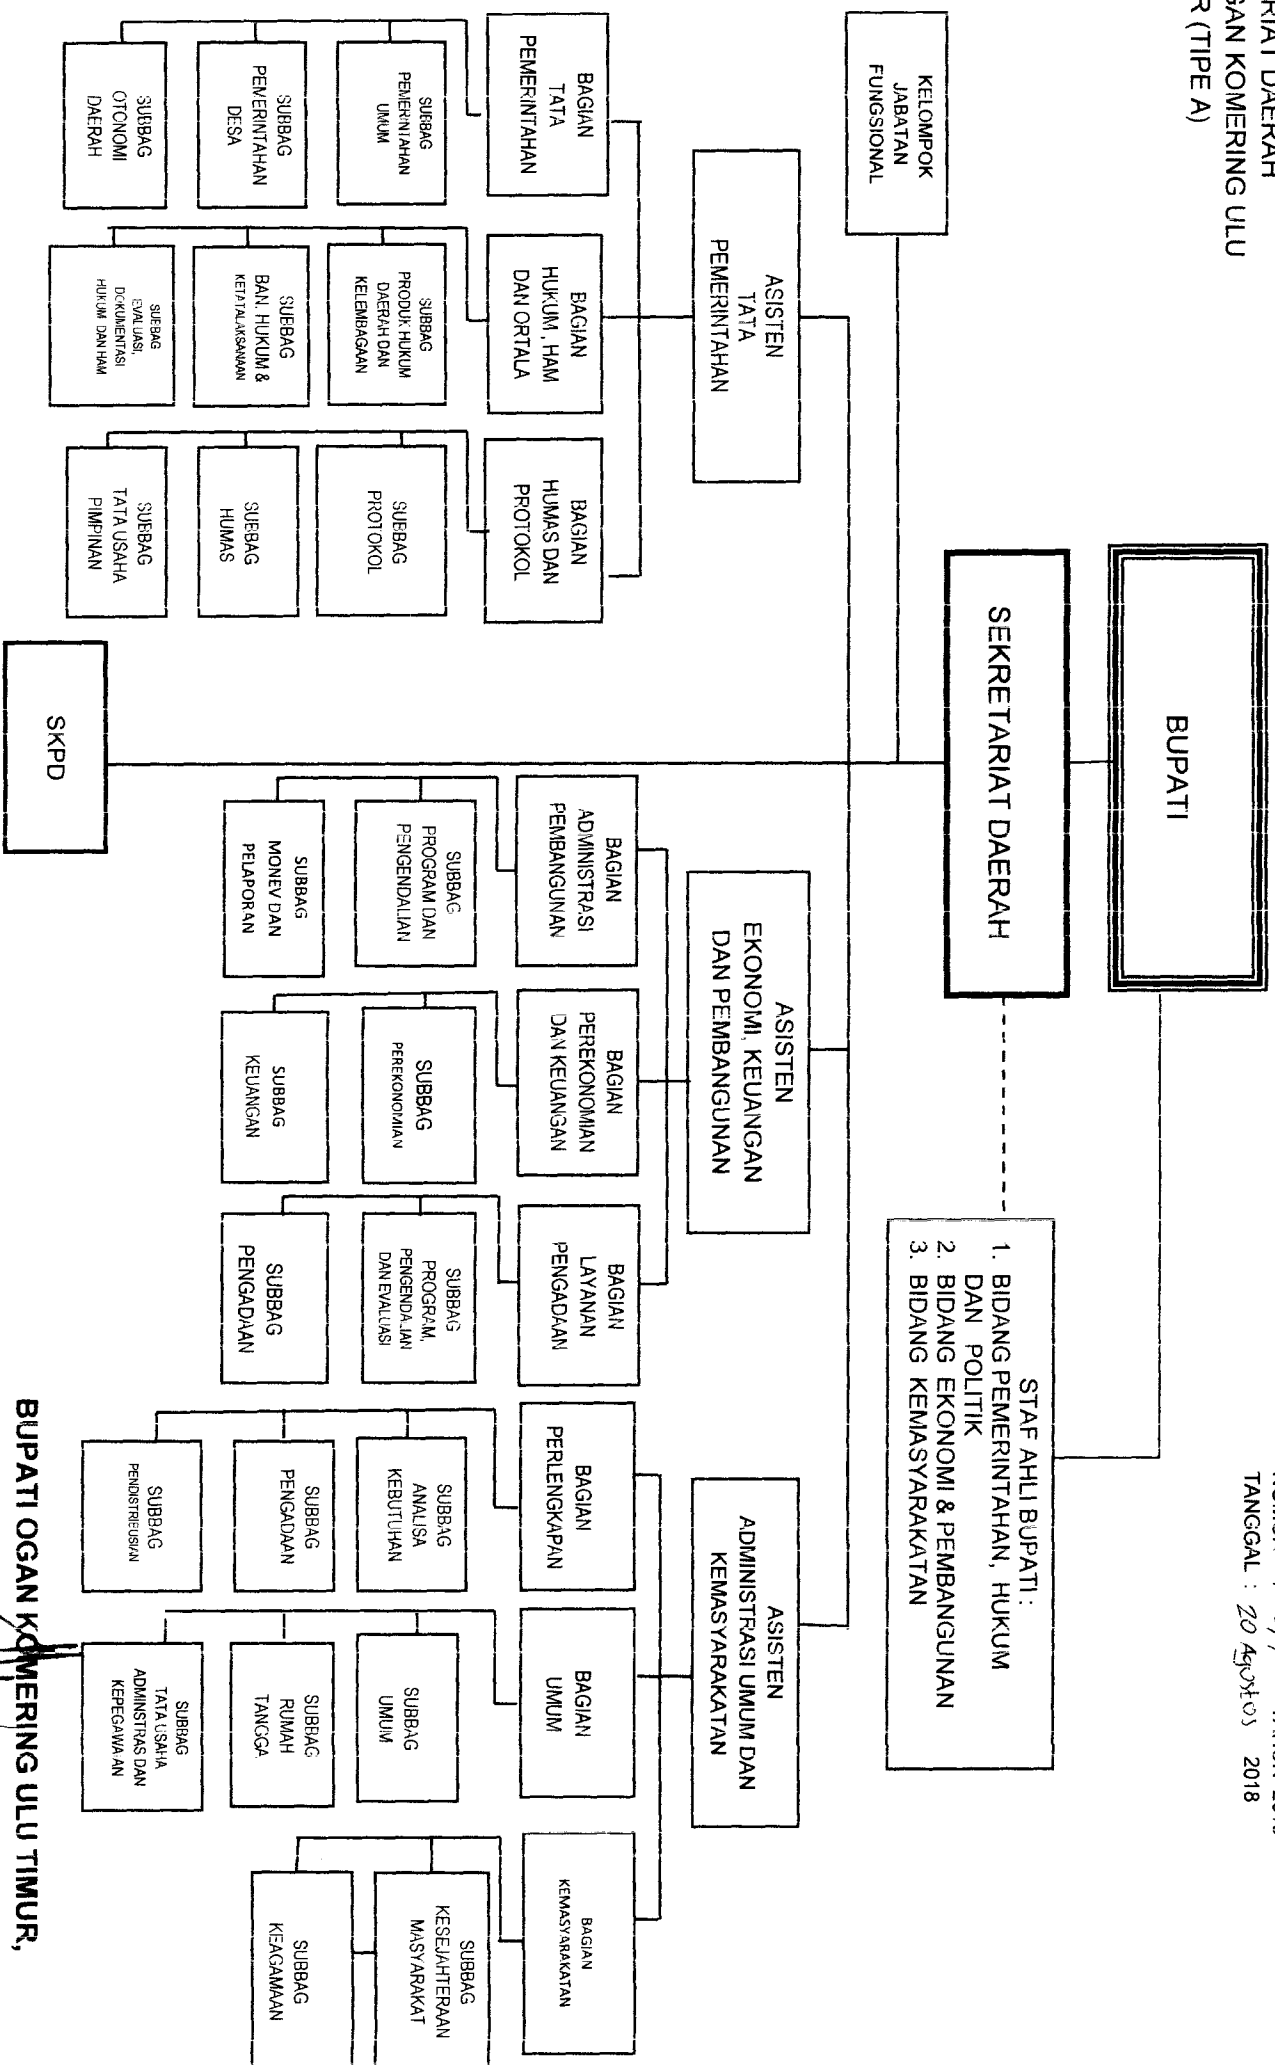 RIAT DAERAH
GAN KOMERING ULU
R (TIPE A)
TANGGAL : 20 Agustus 2018
BUPATI
SEKRETARIAT DAERAH
STAF AHLI BUPATI :
1. BIDANG PEMERINTAHAN, HUKUM
DAN POLITIK
2. BIDANG EKONOMI & PEMBANGUNAN
3. BIDANG KEMASYARAKATAN
KELOMPOK
JABATAN
FUNGSIONAL
ASISTEN
TATA
PEMERINTAHAN
ASISTEN
EKONOMI, KEUANGAN
DAN PEMBANGUNAN
ASISTEN
ADMINISTRASI UMUM DAN
KEMASYARAKATAN
BAGIAN
TATA
PEMERINTAHAN
BAGIAN
HUKUM , HAM
DAN ORTALA
BAGIAN
HUMAS DAN
PROTOKOL
BAGIAN
ADMINISTRASI
PEMBANGUNAN
BAGIAN
PEREKONOMIAN
DAN KEUANGAN
BAGIAN
LAYANAN
PENGADAAN
BAGIAN
PERLENGKAPAN
BAGIAN
UMUM
BAGIAN
KEMASYARAKATAN
SUBBAG
PEMERINTAHAN
UMUM
SUBBAG
PRODUK HUKUM
DAERAH DAN
KELEMBAGAAN
SUBBAG
PROTOKOL
SUBBAG
PROGRAM DAN
PENGENDALIAN
SUBBAG
PEREKONOMIAN
SUBBAG
PROGRAM,
PENGENDALIAN
DAN EVALUASI
SUBBAG
ANALISA
KEBUTUHAN
SUBBAG
UMUM
SUBBAG
KESEJAHTERAAN
MASYARAKAT
SUBBAG
PEMERINTAHAN
DESA
SUBBAG
BAN. HUKUM &
KETATALAKSANAAN
SUBBAG
HUMAS
SUBBAG
MONEV DAN
PELAPORAN
SUBBAG
KEUANGAN
SUBBAG
PENGADAAN
SUBBAG
PENGADAAN
SUBBAG
RUMAH
TANGGA
SUBBAG
KEAGAMAAN
SUBBAG
OTONOMI
DAERAH
SUBBAG
EVALUASI,
DOKUMENTASI
HUKUM DAN HAM
SUBBAG
TATA USAHA
PIMPINAN
SUBBAG
PENDISTRIBUSIAN
SUBBAG
TATA USAHA
ADMINSTRAS DAN
KEPEGAWAAN
SKPD
BUPATI OGAN KOMERING ULU TIMUR,